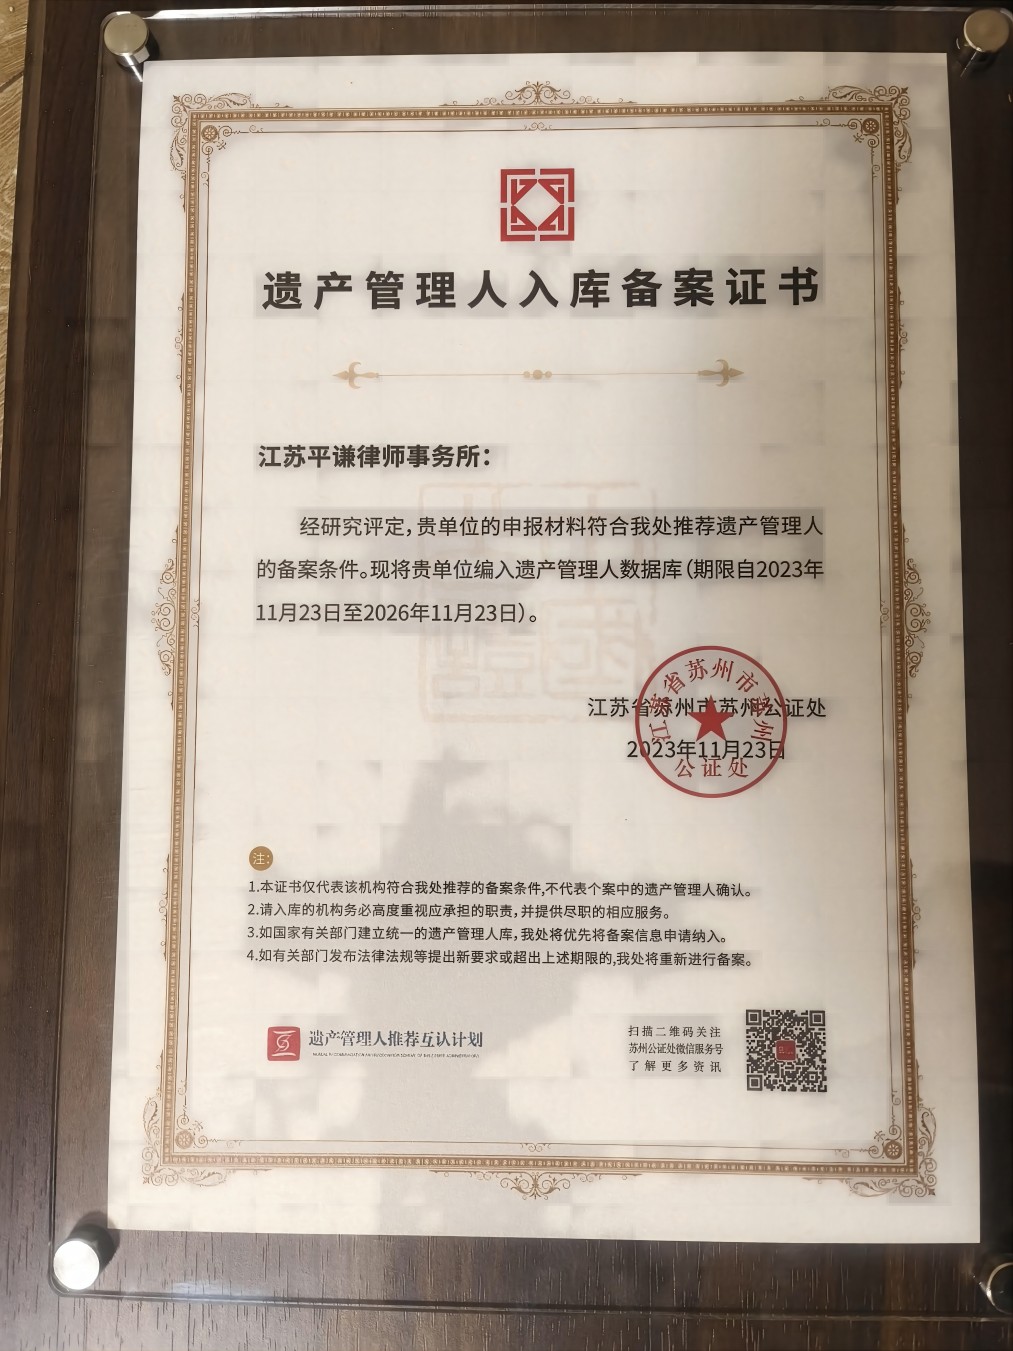 遗产管理人入库备案证书
江苏平谦律师事务所：
经研究评定，贵单位的申报材料符合我处推荐遗产管理人
的备案条件。现将贵单位编入遗产管理人数据库（期限自2023年
11月23日至2026年11月23日）。
江苏省苏州市苏州公证处
2023年11月23日
江苏省苏州市苏州
公证处
注：
1.本证书仅代表该机构符合我处推荐的备案条件,不代表个案中的遗产管理人确认。
2.请入库的机构务必高度重视应承担的职责，并提供尽职的相应服务。
3.如国家有关部门建立统一的遗产管理人库，我处将优先将备案信息申请纳入。
4.如有关部门发布法律法规等提出新要求或超出上述期限的,我处将重新进行备案。
遗产管理人推荐互认计划
扫描二维码关注
苏州公证处微信服务号
了解更多资讯